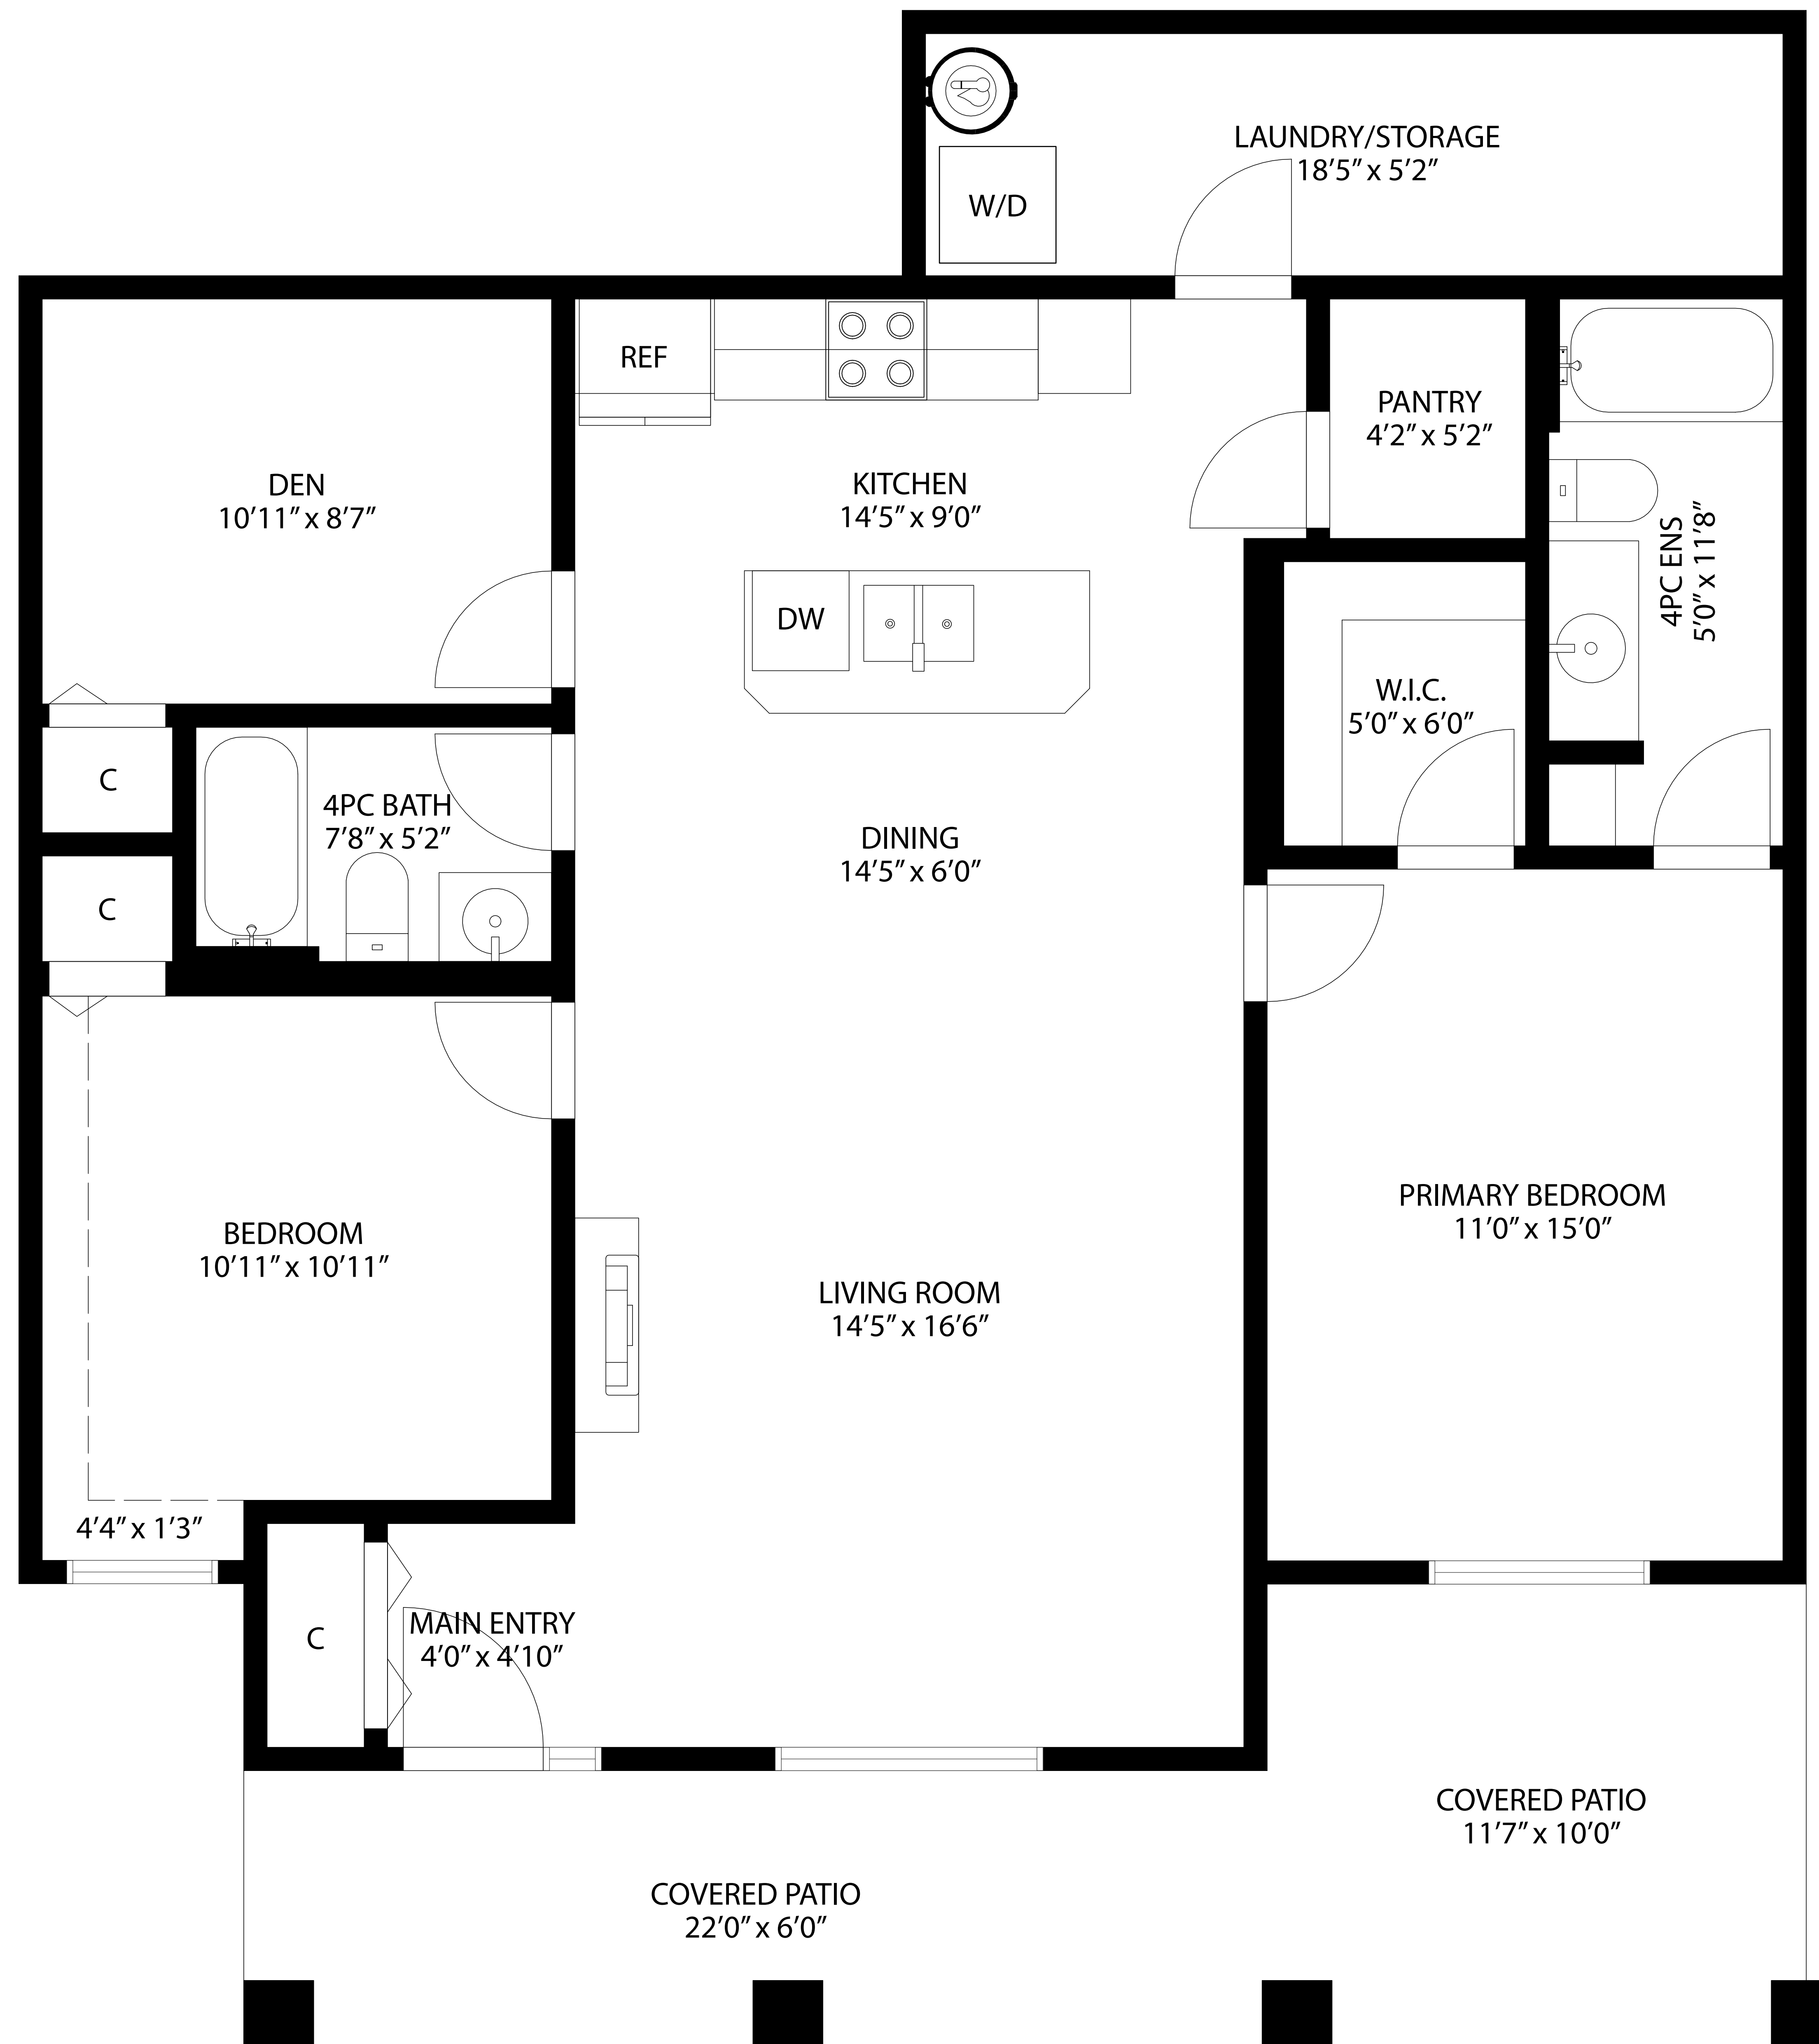 LAUNDRY/STORAGE
18’5” x 5’2”
W/D
REF
PANTRY
4’2” x 5’2”
DEN
10’11” x 8’7”
KITCHEN
14’5” x 9’0”
4PC ENS
5’0” x 11’8”
DW
W.I.C.
5’0” x 6’0”
C
4PC BATH
7’8” x 5’2”
DINING
14’5” x 6’0”
C
PRIMARY BEDROOM
11’0” x 15’0”
BEDROOM
10’11” x 10’11”
LIVING ROOM
14’5” x 16’6”
4’4” x 1’3”
MAIN ENTRY
4’0” x 4’10”
C
COVERED PATIO
11’7” x 10’0”
COVERED PATIO
22’0” x 6’0”